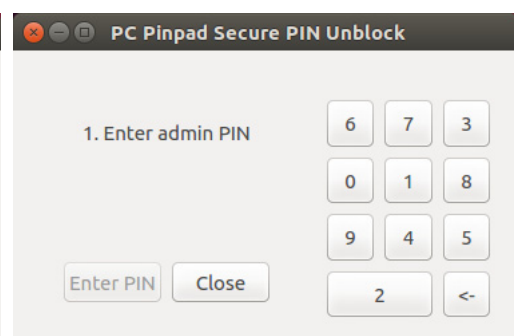 PC Pinpad Secure PIN Unblock
1. Enter admin PIN
6 7 3
0 1 8
9 4 5
Enter PIN Close
2 <-